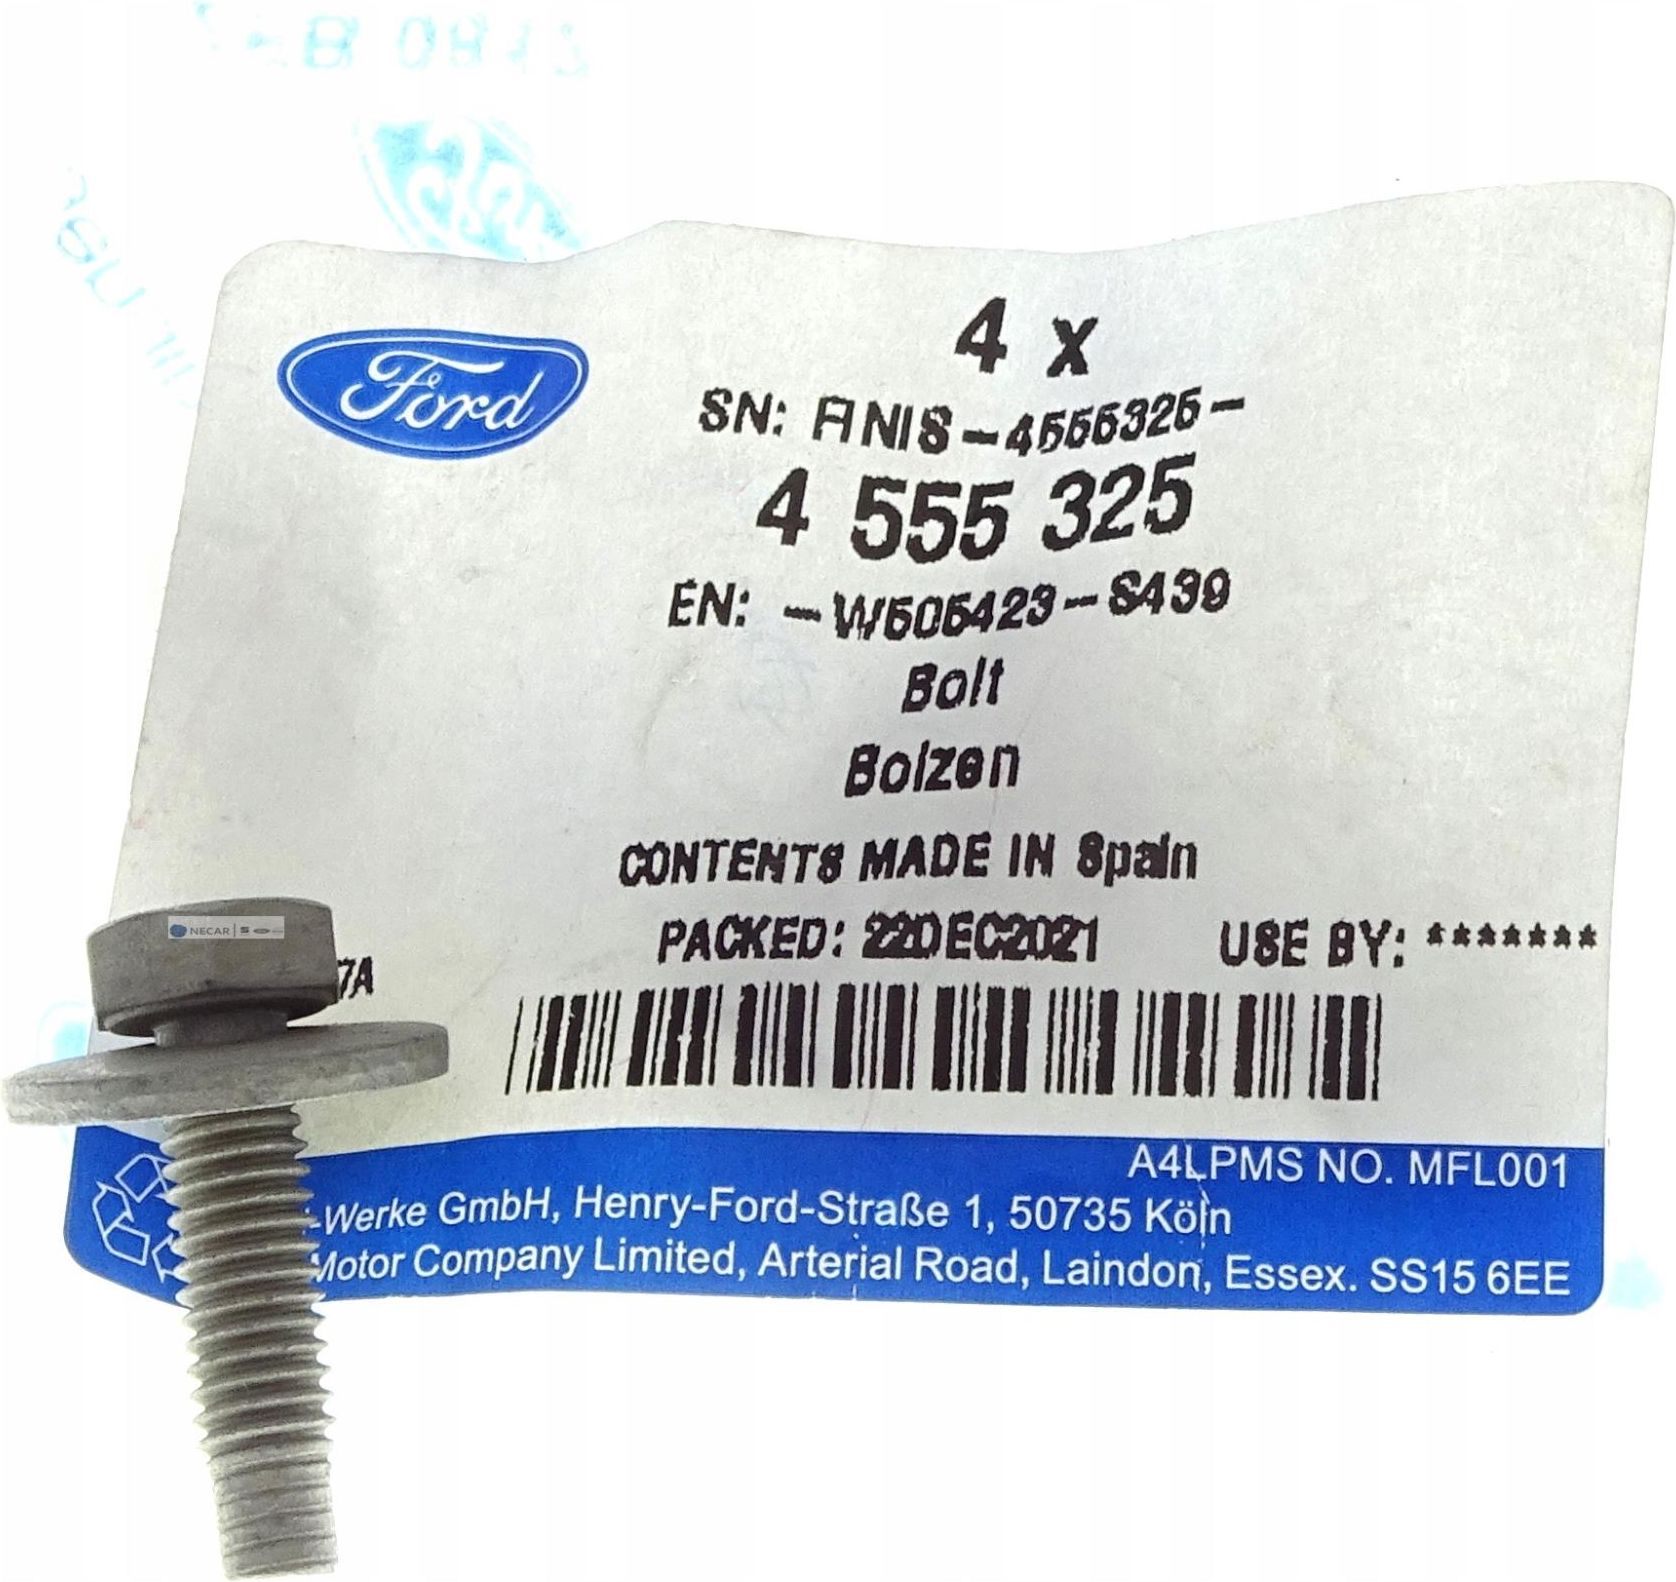 Ford
4 x
SN: FINIS-4555325-
4 555 325
EN: -W505423-S439
Bolt
Bolzen
CONTENTS MADE IN Spain
PACKED: 22DEC2021 USE BY: *******
NECAR
7A
A4LPMS NO. MFL001
-Werke GmbH, Henry-Ford-Straße 1, 50735 Köln
Motor Company Limited, Arterial Road, Laindon, Essex. SS15 6EE